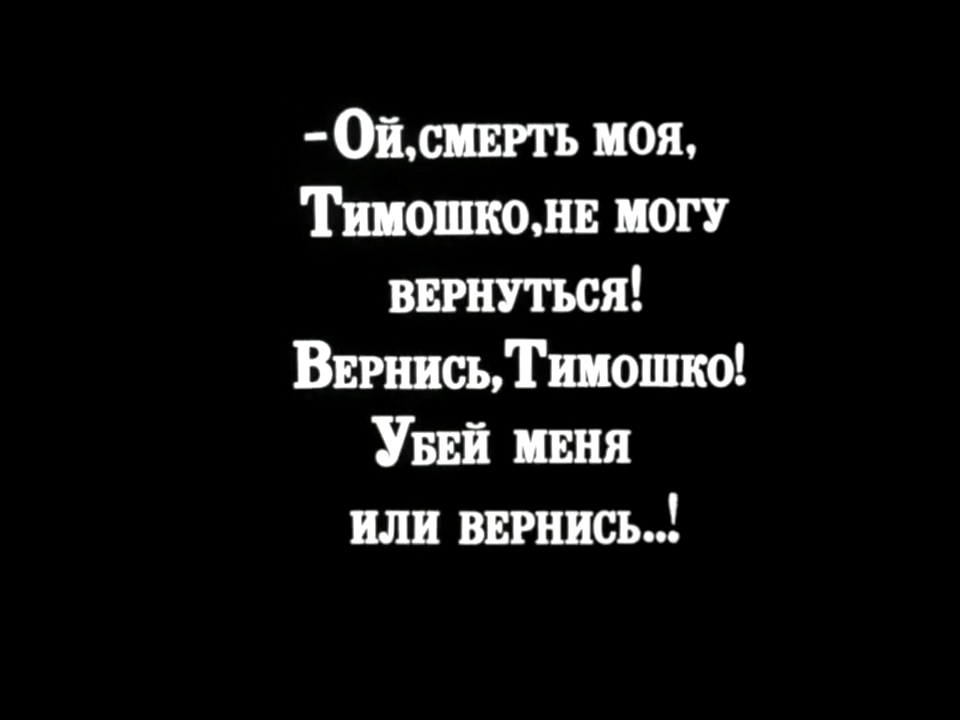 -Ой,смерть моя,
Тимошко,не могу
вернуться!
Вернись,Тимошко!
Убей меня
или вернись..!